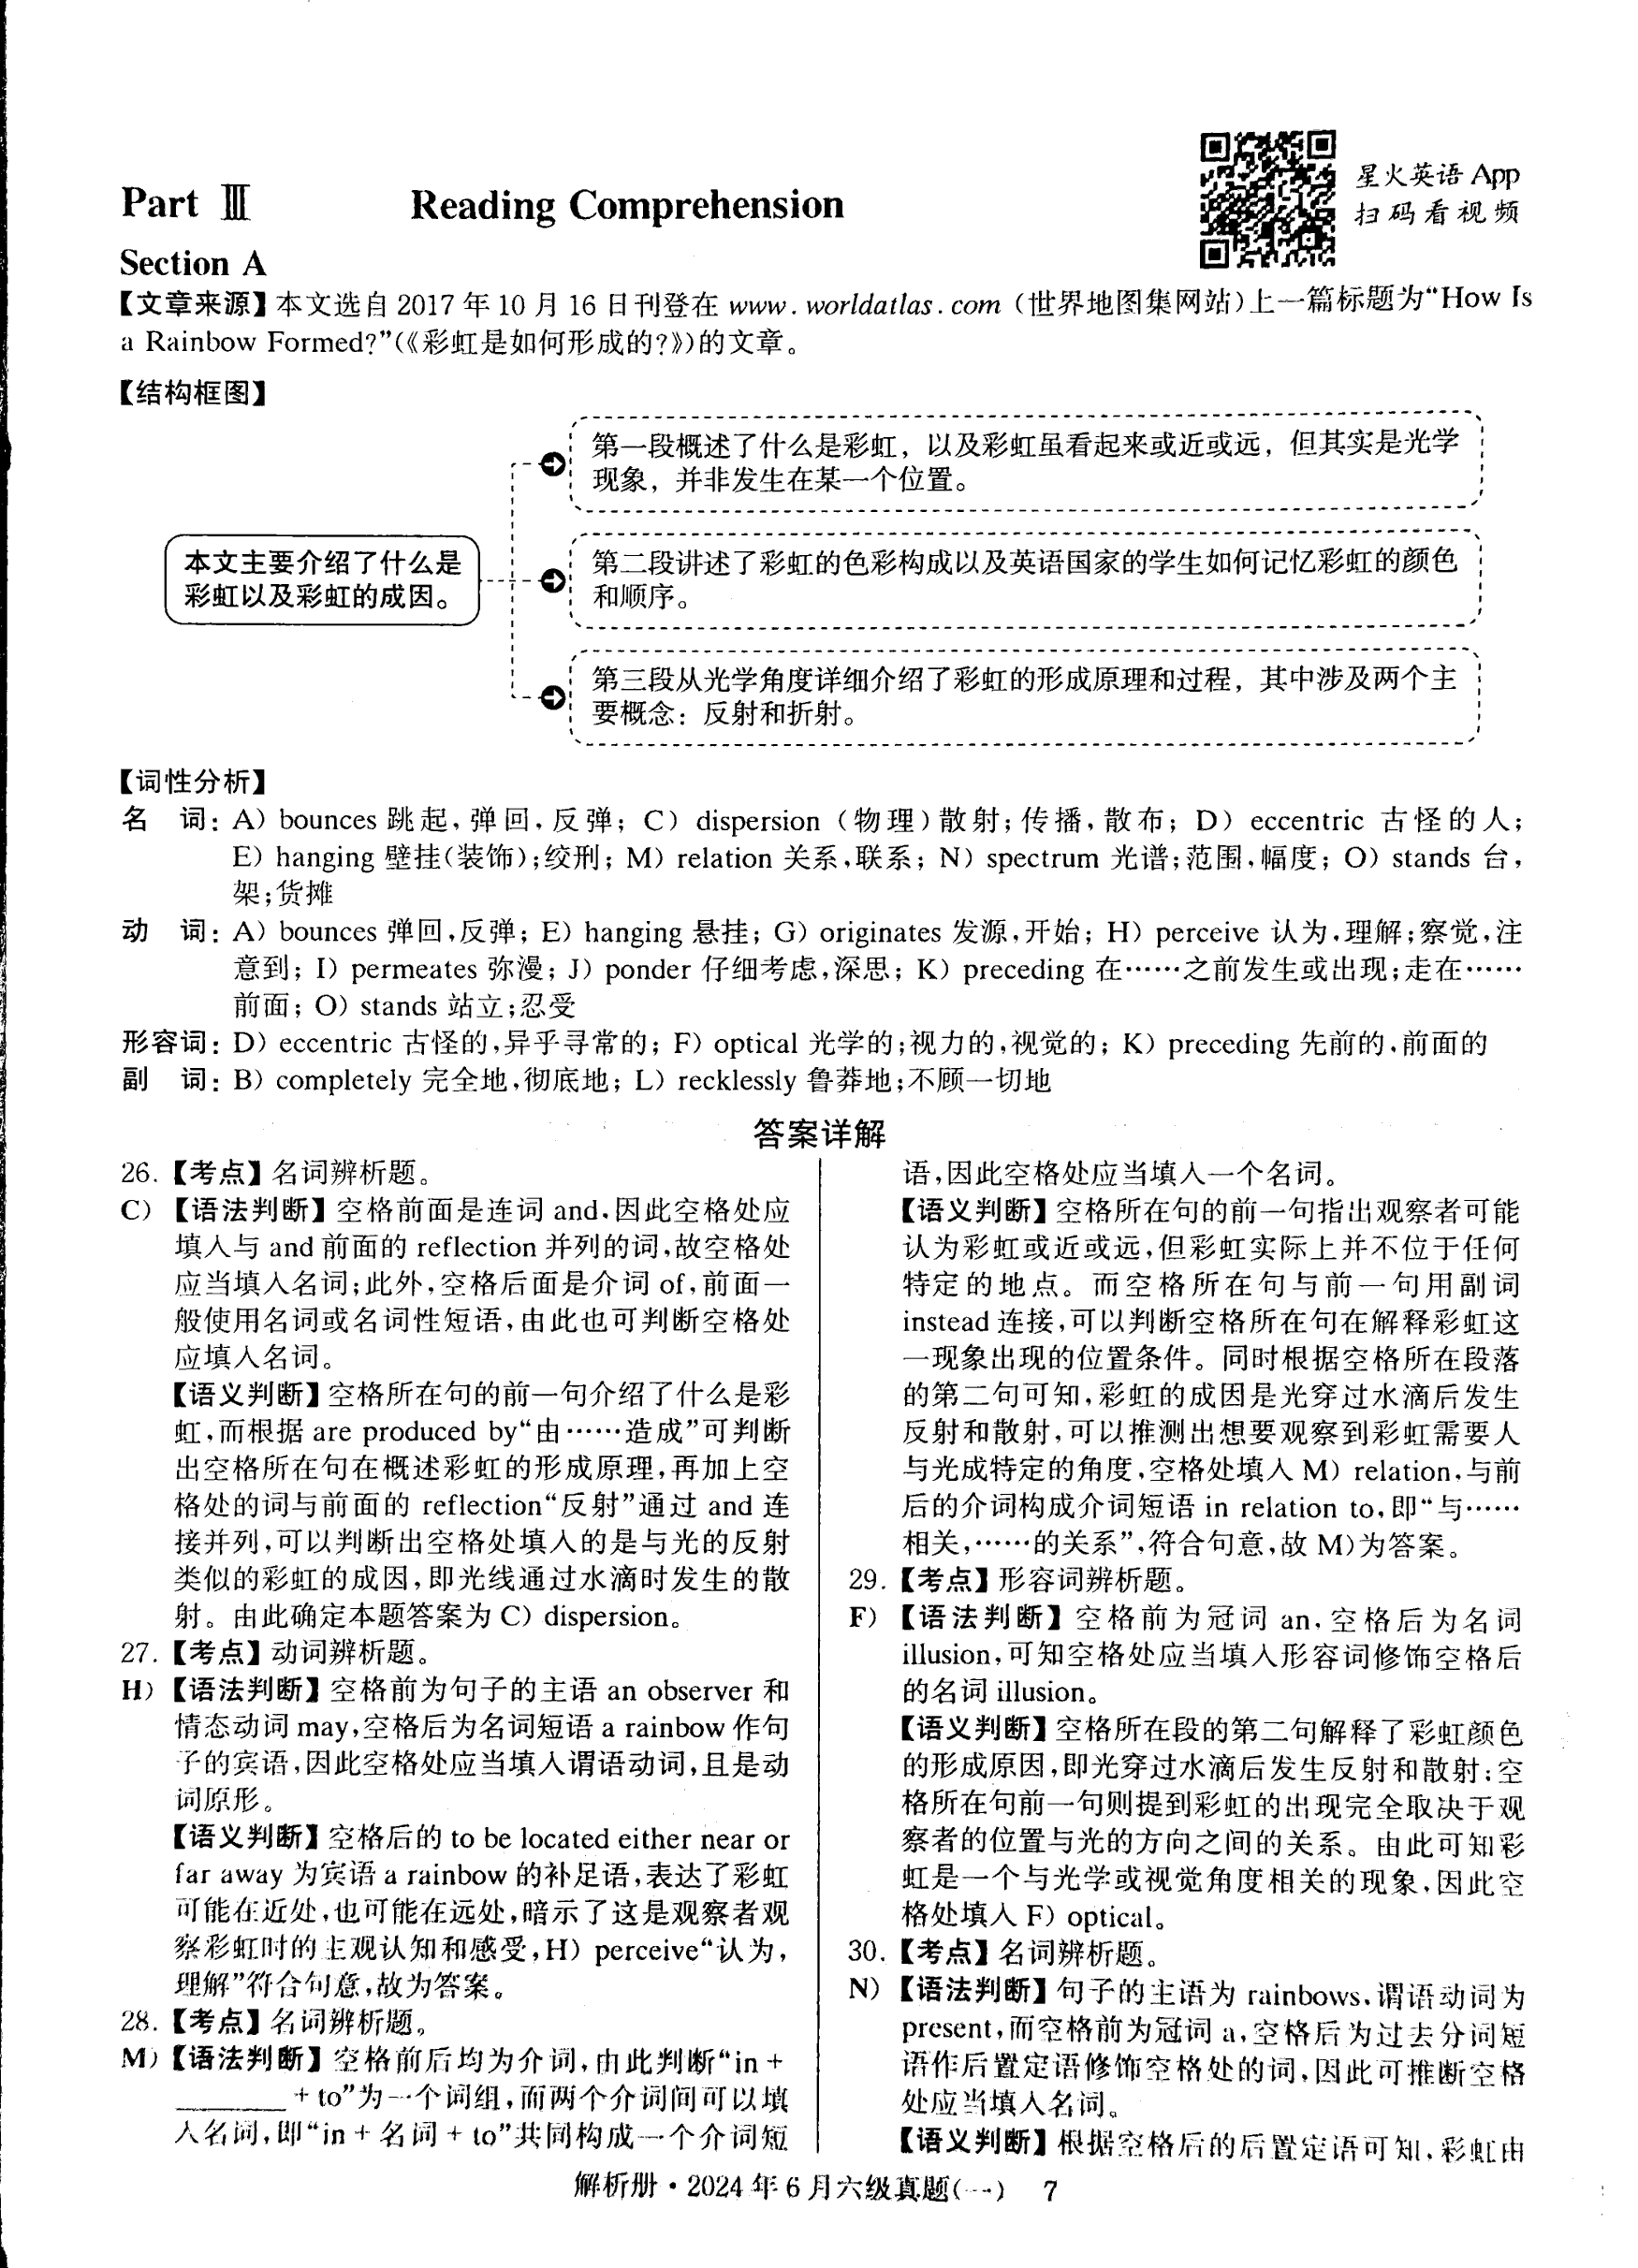 星火英语 App
扫码看视频
Part Ⅲ Reading Comprehension
Section A
【文章来源】本文选自 2017 年 10 月 16 日刊登在 www.worldatlas.com（世界地图集网站）上一篇标题为“How Is
a Rainbow Formed?”(《彩虹是如何形成的?》)的文章。
【结构框图】
本文主要介绍了什么是
彩虹以及彩虹的成因。
第一段概述了什么是彩虹，以及彩虹虽看起来或近或远，但其实是光学
现象，并非发生在某一个位置。
第二段讲述了彩虹的色彩构成以及英语国家的学生如何记忆彩虹的颜色
和顺序。
第三段从光学角度详细介绍了彩虹的形成原理和过程，其中涉及两个主
要概念：反射和折射。
【词性分析】
名 词：A）bounces 跳起，弹回，反弹；C）dispersion（物理）散射；传播，散布；D）eccentric 古怪的人；
E）hanging 壁挂(装饰)；绞刑；M）relation 关系，联系；N）spectrum 光谱；范围，幅度；O）stands 台，
架；货摊
动 词：A）bounces 弹回，反弹；E）hanging 悬挂；G）originates 发源，开始；H）perceive 认为，理解；察觉，注
意到；I）permeates 弥漫；J）ponder 仔细考虑，深思；K）preceding 在……之前发生或出现；走在……
前面；O）stands 站立；忍受
形容词：D）eccentric 古怪的，异乎寻常的；F）optical 光学的；视力的，视觉的；K）preceding 先前的，前面的
副 词：B）completely 完全地，彻底地；L）recklessly 鲁莽地；不顾一切地
答案详解
26.【考点】名词辨析题。
C）【语法判断】空格前面是连词 and，因此空格处应
填入与 and 前面的 reflection 并列的词，故空格处
应当填入名词；此外，空格后面是介词 of，前面一
般使用名词或名词性短语，由此也可判断空格处
应填入名词。
【语义判断】空格所在句的前一句介绍了什么是彩
虹，而根据 are produced by“由……造成”可判断
出空格所在句在概述彩虹的形成原理，再加上空
格处的词与前面的 reflection“反射”通过 and 连
接并列，可以判断出空格处填入的是与光的反射
类似的彩虹的成因，即光线通过水滴时发生的散
射。由此确定本题答案为 C）dispersion。
27.【考点】动词辨析题。
H）【语法判断】空格前为句子的主语 an observer 和
情态动词 may，空格后为名词短语 a rainbow 作句
子的宾语，因此空格处应当填入谓语动词，且是动
词原形。
【语义判断】空格后的 to be located either near or
far away 为宾语 a rainbow 的补足语，表达了彩虹
可能在近处，也可能在远处，暗示了这是观察者观
察彩虹时的主观认知和感受，H）perceive“认为，
理解”符合句意，故为答案。
28.【考点】名词辨析题。
M）【语法判断】空格前后均为介词，由此判断“in +
________ + to”为一个词组，而两个介词间可以填
入名词，即“in + 名词 + to”共同构成一个介词短
语，因此空格处应当填入一个名词。
【语义判断】空格所在句的前一句指出观察者可能
认为彩虹或近或远，但彩虹实际上并不位于任何
特定的地点。而空格所在句与前一句用副词
instead 连接，可以判断空格所在句在解释彩虹这
一现象出现的位置条件。同时根据空格所在段落
的第二句可知，彩虹的成因是光穿过水滴后发生
反射和散射，可以推测出想要观察到彩虹需要人
与光成特定的角度，空格处填入 M）relation，与前
后的介词构成介词短语 in relation to，即“与……
相关，……的关系”，符合句意，故 M)为答案。
29.【考点】形容词辨析题。
F）【语法判断】空格前为冠词 an，空格后为名词
illusion，可知空格处应当填入形容词修饰空格后
的名词 illusion。
【语义判断】空格所在段的第二句解释了彩虹颜色
的形成原因，即光穿过水滴后发生反射和散射；空
格所在句前一句则提到彩虹的出现完全取决于观
察者的位置与光的方向之间的关系。由此可知彩
虹是一个与光学或视觉角度相关的现象，因此空
格处填入 F）optical。
30.【考点】名词辨析题。
N）【语法判断】句子的主语为 rainbows，谓语动词为
present，而空格前为冠词 a，空格后为过去分词短
语作后置定语修饰空格处的词，因此可推断空格
处应当填入名词。
【语义判断】根据空格后的后置定语可知，彩虹由
解析册·2024 年 6 月六级真题(一) 7